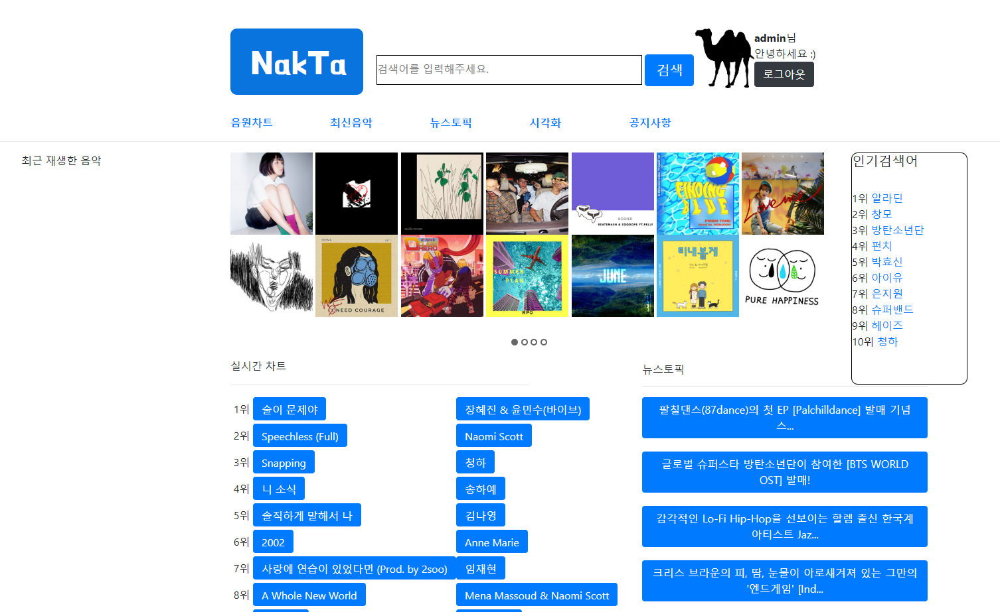 NakTa
검색어를 입력해주세요.
검색
admin님
안녕하세요 :)
로그아웃
음원차트
최신음악
뉴스토픽
시각화
공지사항
최근 재생한 음악
BODIED
BEATSMASH & SOGOOPE FT.PELLY
FINDING
BLUE
PRISM TONE
Love me
I NEED COURAGE
HERO
SUMMER
PLAN
RPQ
JUNE
티내볼게
PURE HAPPINESS
인기검색어
1위 알라딘
2위 창모
3위 방탄소년단
4위 펀치
5위 박효신
6위 아이유
7위 은지원
8위 슈퍼밴드
9위 헤이즈
10위 청하
실시간 차트
1위 술이 문제야 장혜진 & 윤민수(바이브)
2위 Speechless (Full) Naomi Scott
3위 Snapping 청하
4위 니 소식 송하예
5위 솔직하게 말해서 나 김나영
6위 2002 Anne Marie
7위 사랑에 연습이 있었다면 (Prod. by 2soo) 임재현
8위 A Whole New World Mena Massoud & Naomi Scott
뉴스토픽
팔칠댄스(87dance)의 첫 EP [Palchilldance] 발매 기념
스...
글로벌 슈퍼스타 방탄소년단이 참여한 [BTS WORLD
OST] 발매!
감각적인 Lo-Fi Hip-Hop을 선보이는 할렘 출신 한국계
아티스트 Jaz...
크리스 브라운의 피, 땀, 눈물이 아로새겨져 있는 그만의
'엔드게임' [Ind...